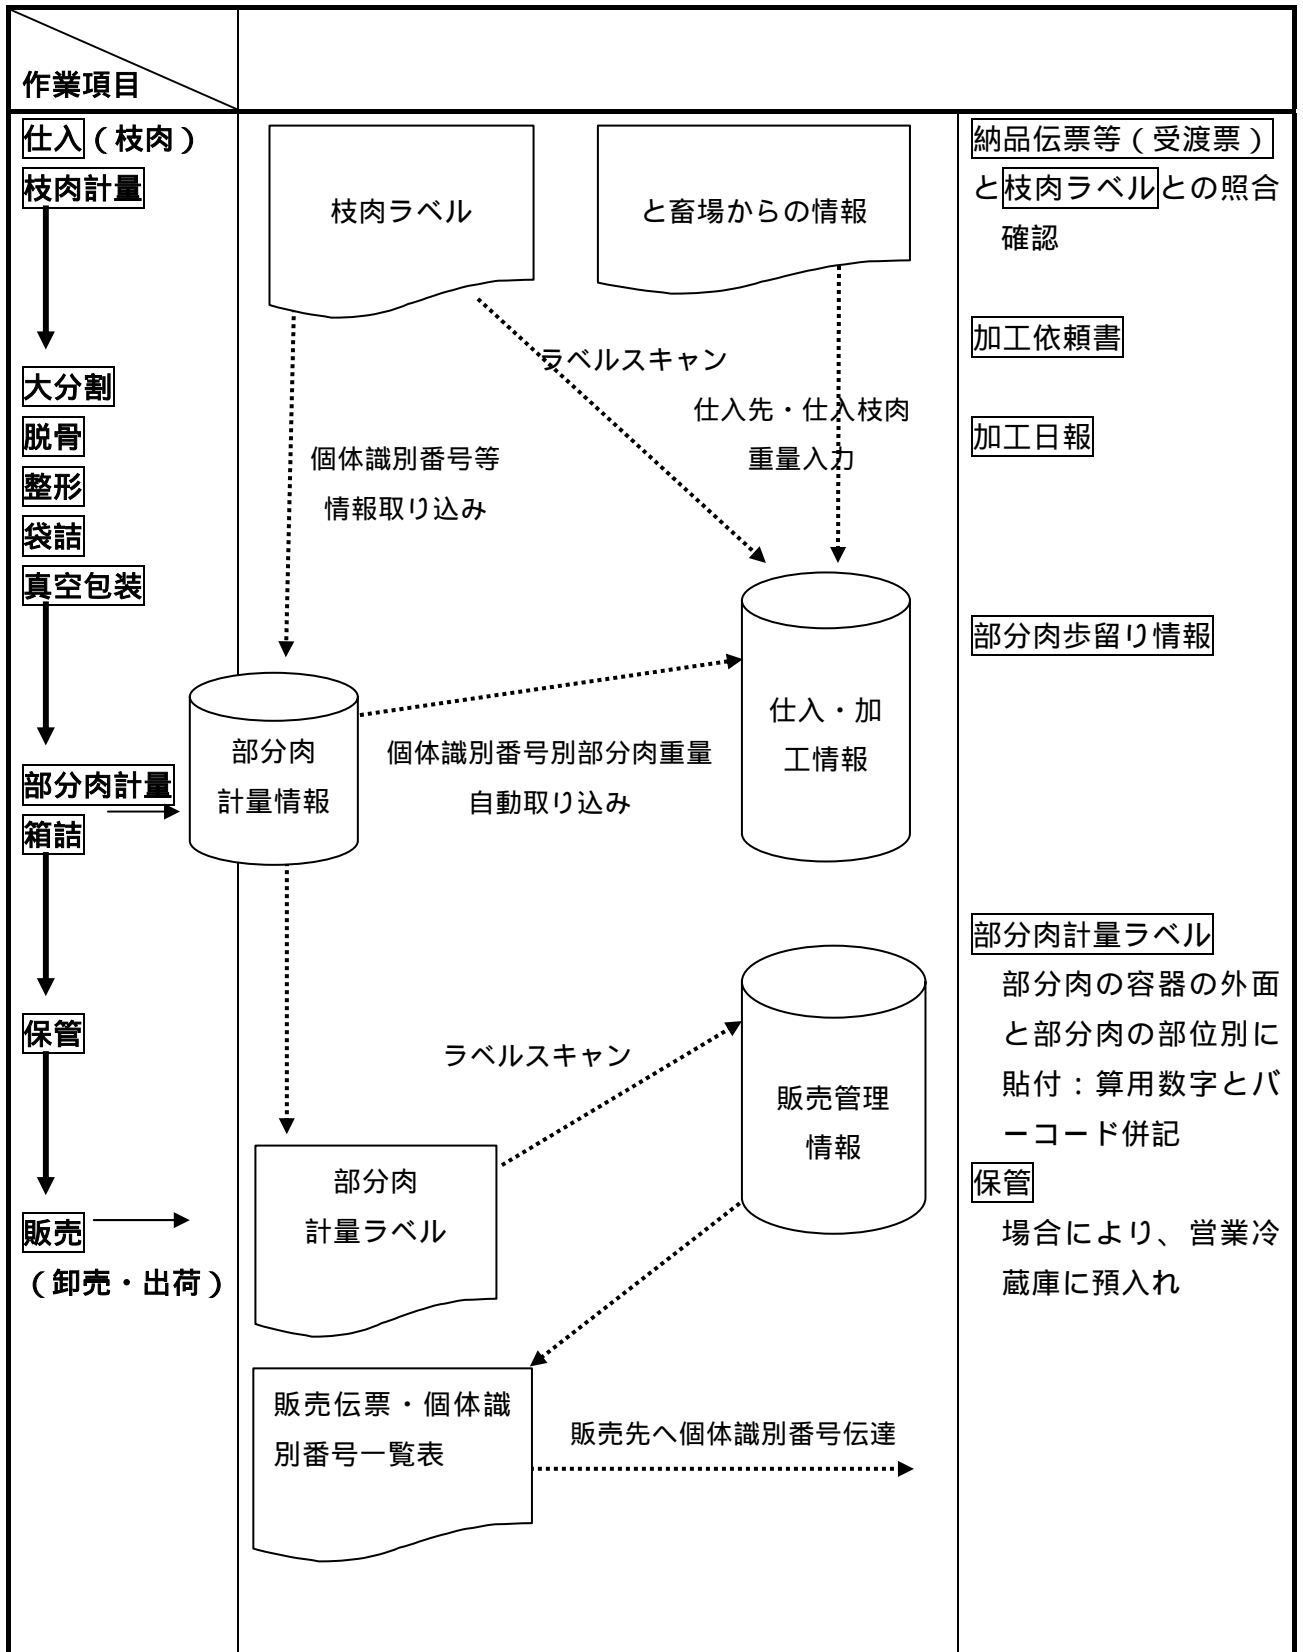 作業項目
仕入（枝肉）
枝肉計量
大分割
脱骨
整形
袋詰
真空包装
部分肉計量
箱詰
保管
販売
（卸売・出荷）
枝肉ラベル
と畜場からの情報
ラベルスキャン
仕入先・仕入枝肉
重量入力
個体識別番号等
情報取り込み
部分肉
計量情報
個体識別番号別部分肉重量
自動取り込み
仕入・加
工情報
ラベルスキャン
販売管理
情報
部分肉
計量ラベル
販売伝票・個体識
別番号一覧表
販売先へ個体識別番号伝達
納品伝票等（受渡票）
と枝肉ラベルとの照合
確認
加工依頼書
加工日報
部分肉歩留り情報
部分肉計量ラベル
部分肉の容器の外面
と部分肉の部位別に
貼付：算用数字とバ
ーコード併記
保管
場合により、営業冷
蔵庫に預入れ